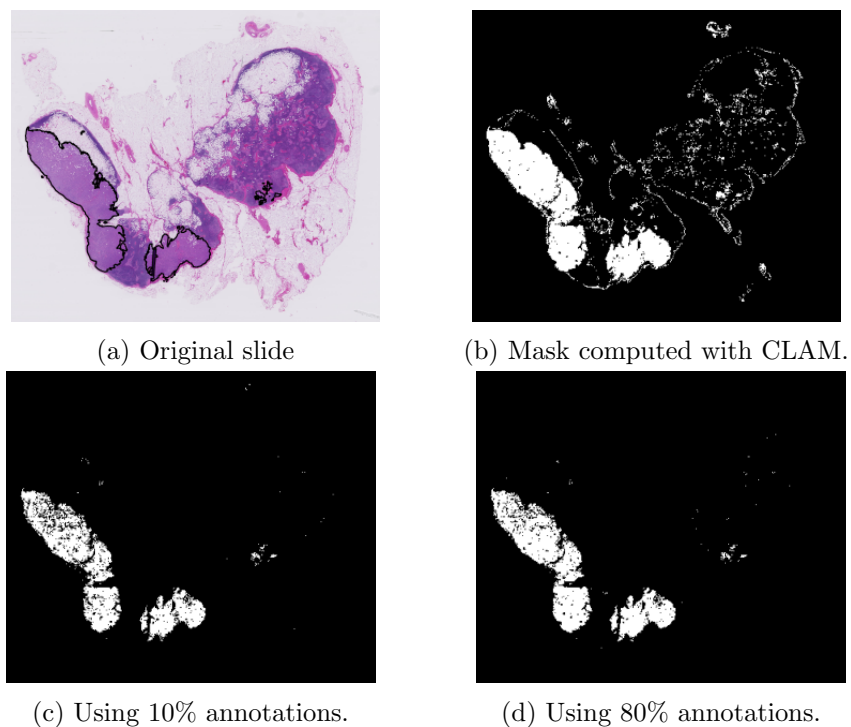 (a) Original slide
(b) Mask computed with CLAM.
(c) Using 10% annotations.
(d) Using 80% annotations.